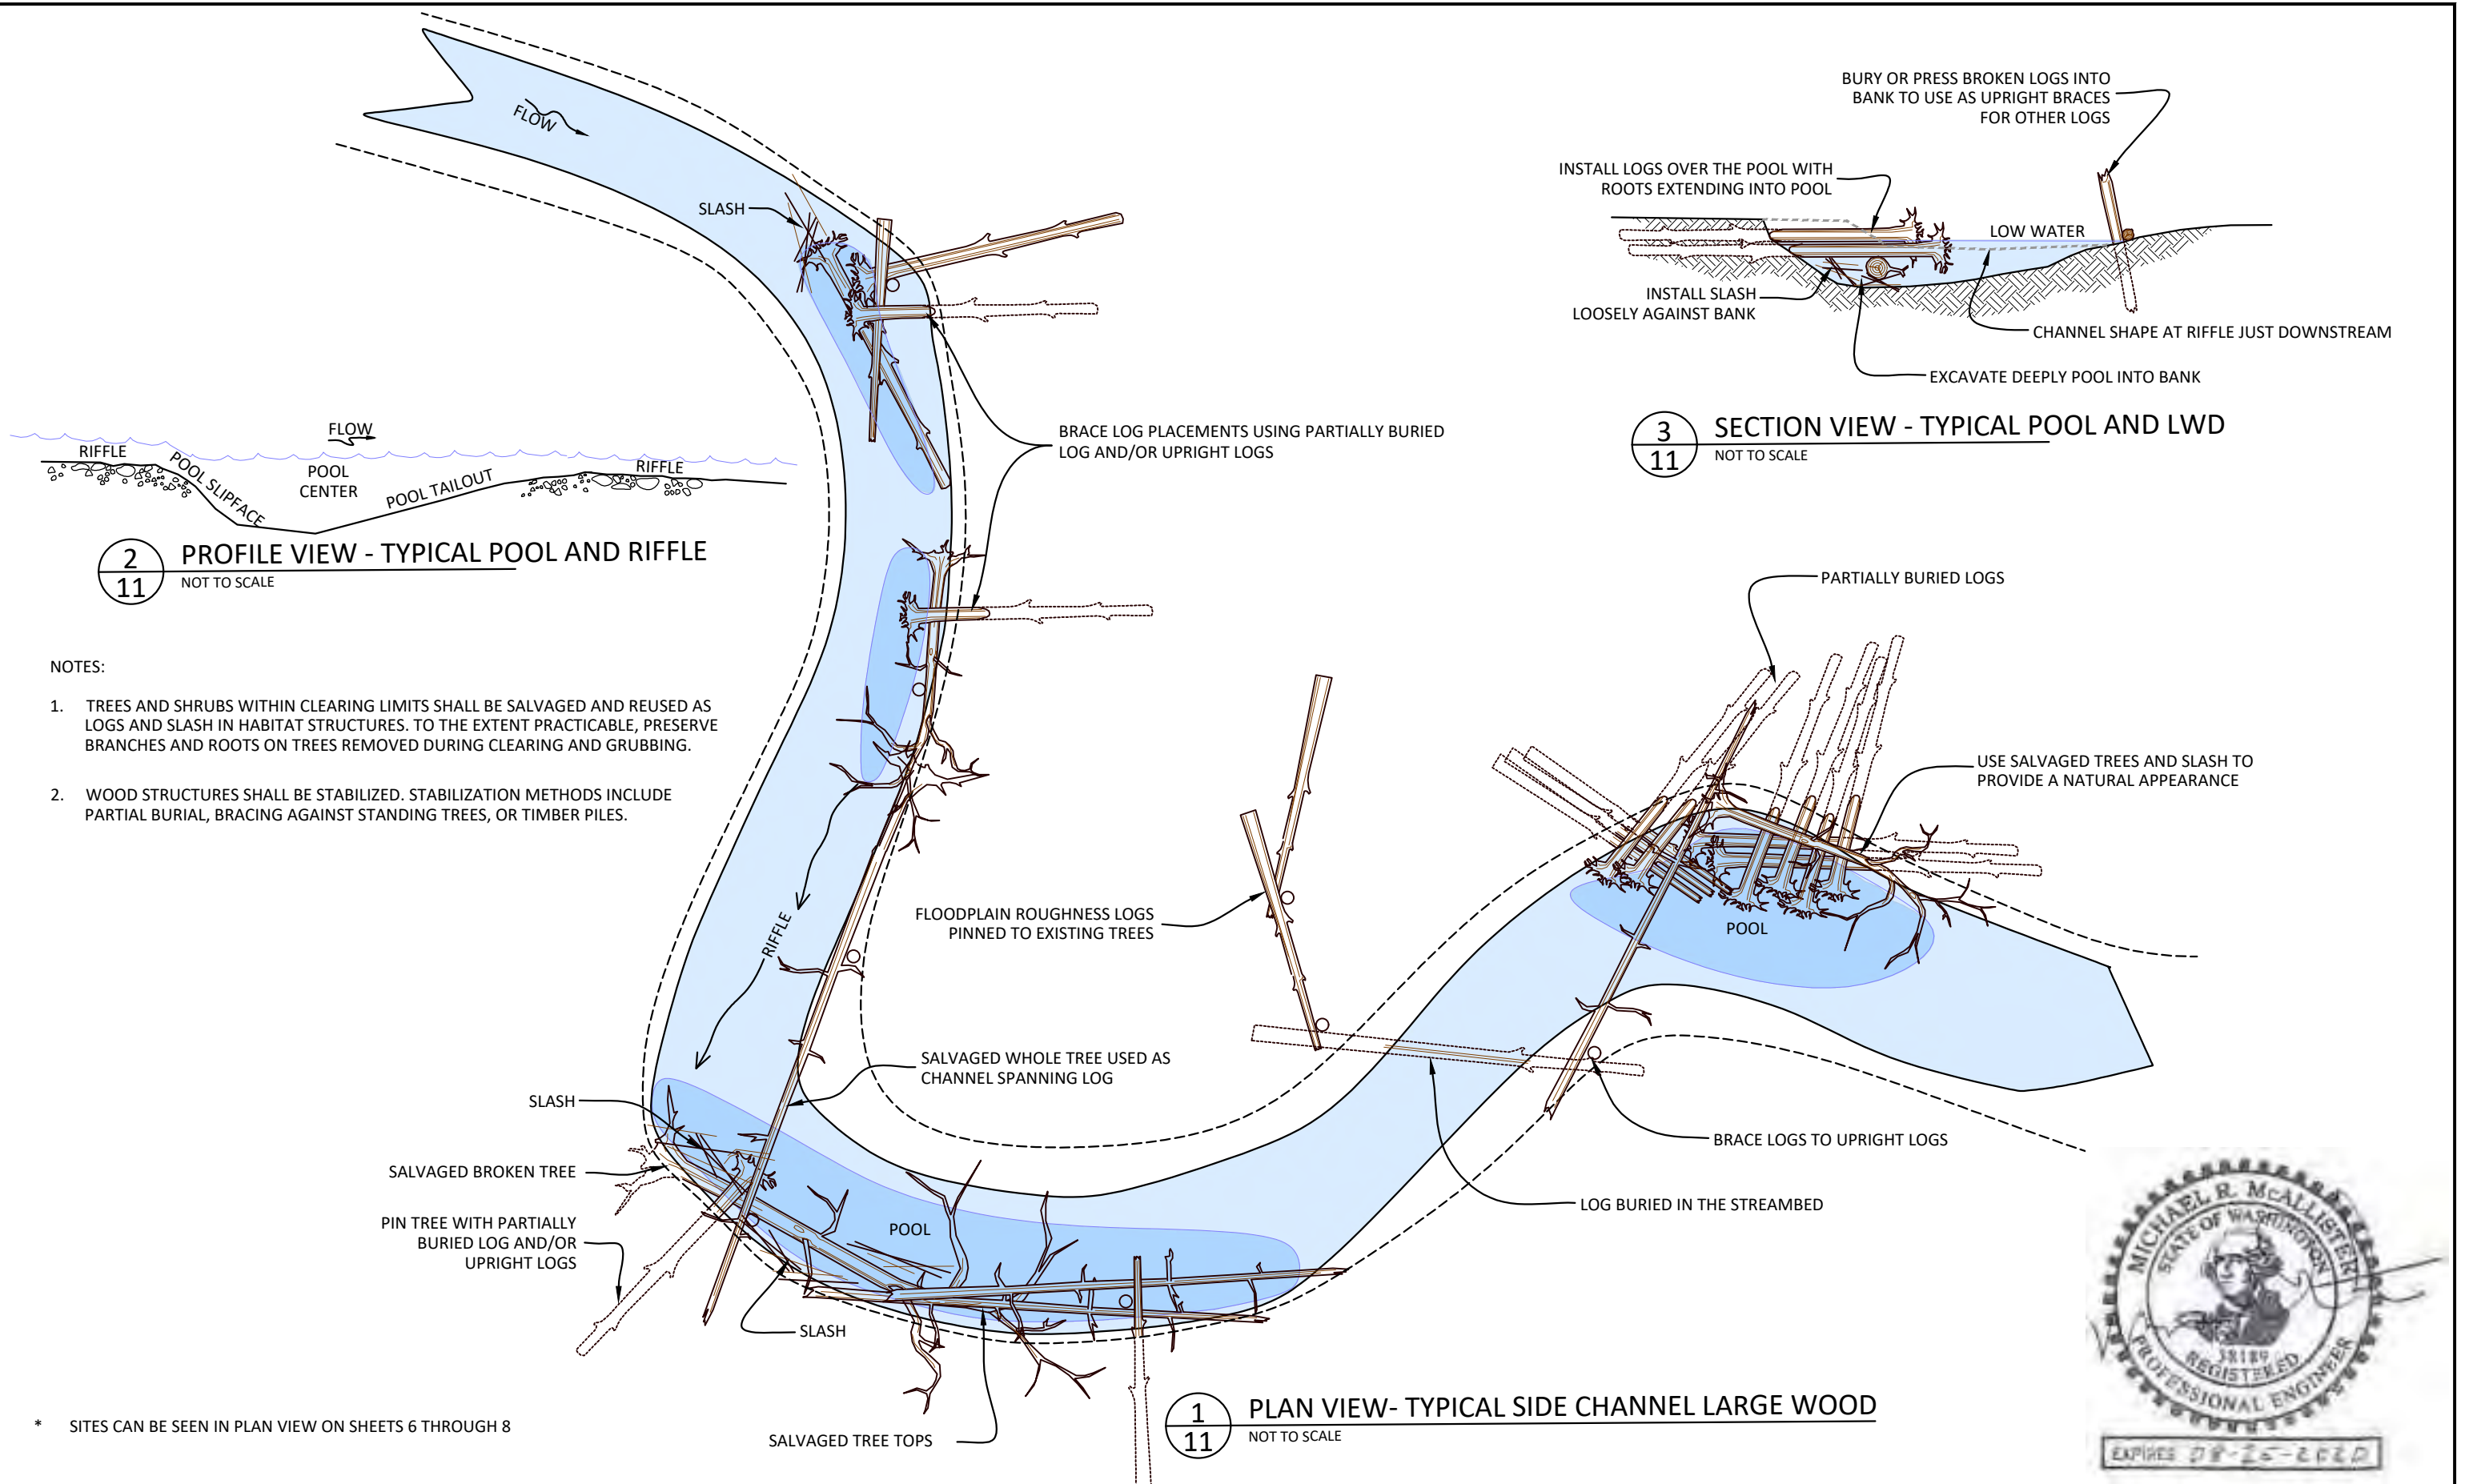 FLOW
SLASH
BRACE LOG PLACEMENTS USING PARTIALLY BURIED
LOG AND/OR UPRIGHT LOGS
BURY OR PRESS BROKEN LOGS INTO
BANK TO USE AS UPRIGHT BRACES
FOR OTHER LOGS
INSTALL LOGS OVER THE POOL WITH
ROOTS EXTENDING INTO POOL
LOW WATER
INSTALL SLASH
LOOSELY AGAINST BANK
CHANNEL SHAPE AT RIFFLE JUST DOWNSTREAM
EXCAVATE DEEPLY POOL INTO BANK
3
11
SECTION VIEW - TYPICAL POOL AND LWD
NOT TO SCALE
FLOW
RIFFLE
POOL SLIPFACE
POOL
CENTER
POOL TAILOUT
RIFFLE
2
11
PROFILE VIEW - TYPICAL POOL AND RIFFLE
NOT TO SCALE
NOTES:
1. TREES AND SHRUBS WITHIN CLEARING LIMITS SHALL BE SALVAGED AND REUSED AS
LOGS AND SLASH IN HABITAT STRUCTURES. TO THE EXTENT PRACTICABLE, PRESERVE
BRANCHES AND ROOTS ON TREES REMOVED DURING CLEARING AND GRUBBING.
2. WOOD STRUCTURES SHALL BE STABILIZED. STABILIZATION METHODS INCLUDE
PARTIAL BURIAL, BRACING AGAINST STANDING TREES, OR TIMBER PILES.
PARTIALLY BURIED LOGS
USE SALVAGED TREES AND SLASH TO
PROVIDE A NATURAL APPEARANCE
FLOODPLAIN ROUGHNESS LOGS
PINNED TO EXISTING TREES
POOL
RIFFLE
SALVAGED WHOLE TREE USED AS
CHANNEL SPANNING LOG
SLASH
SALVAGED BROKEN TREE
PIN TREE WITH PARTIALLY
BURIED LOG AND/OR
UPRIGHT LOGS
POOL
SLASH
SALVAGED TREE TOPS
BRACE LOGS TO UPRIGHT LOGS
LOG BURIED IN THE STREAMBED
1
11
PLAN VIEW- TYPICAL SIDE CHANNEL LARGE WOOD
NOT TO SCALE
* SITES CAN BE SEEN IN PLAN VIEW ON SHEETS 6 THROUGH 8
MICHAEL R. McALLISTER
STATE OF WASHINGTON
38189
REGISTERED
PROFESSIONAL ENGINEER
EXPIRES 08-25-2020